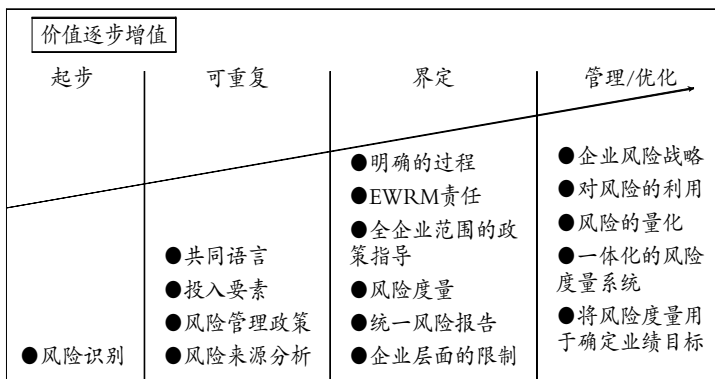 价值逐步增值
起步
可重复
界定
管理/优化
●风险识别
●共同语言
●投入要素
●风险管理政策
●风险来源分析
●明确的过程
●EWRM责任
●全企业范围的政
策指导
●风险度量
●统一风险报告
●企业层面的限制
●企业风险战略
●对风险的利用
●风险的量化
●一体化的风险
度量系统
●将风险度量用
于确定业绩目标